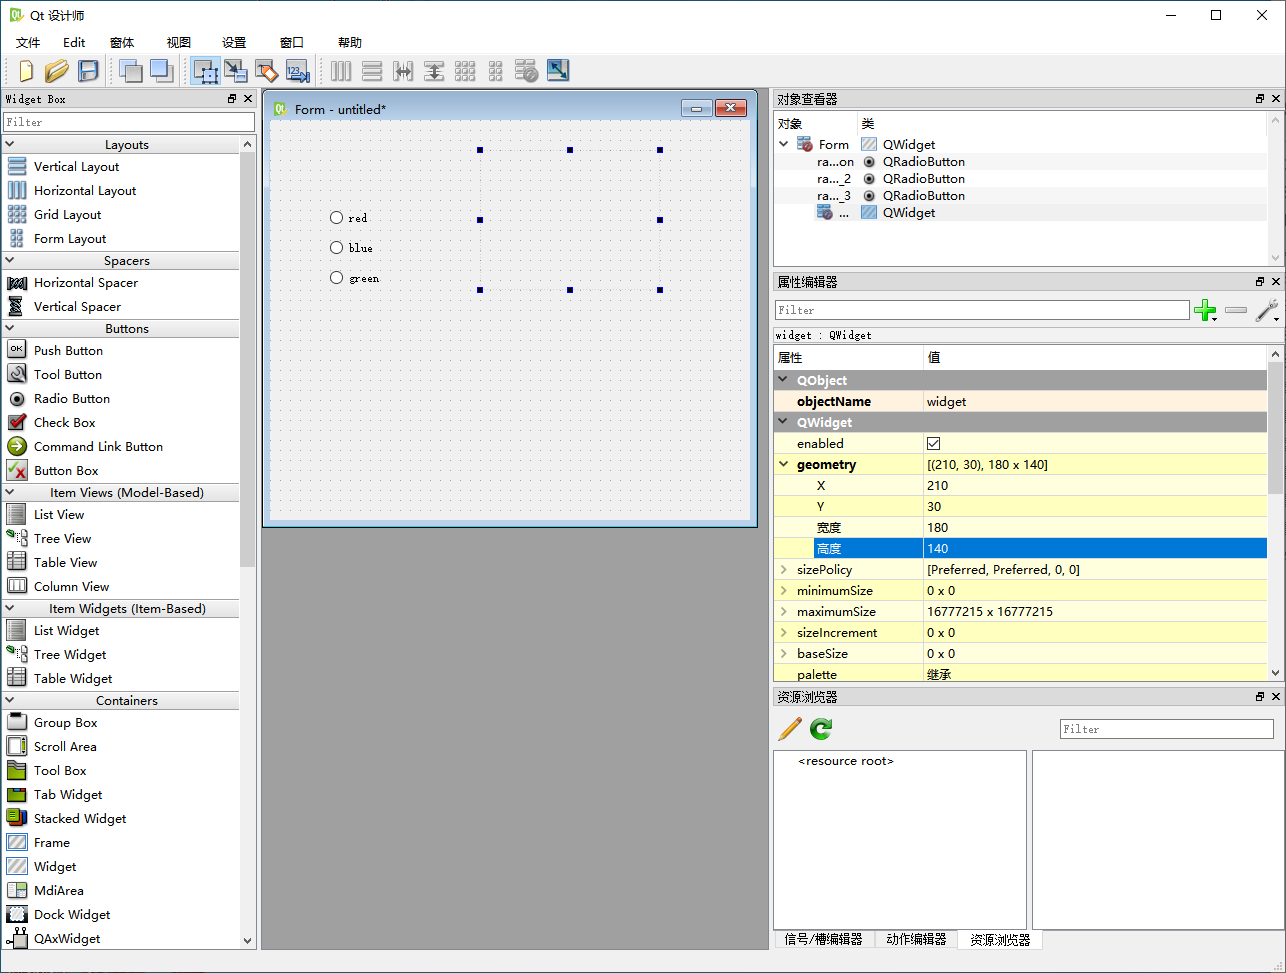 Qt 设计师
文件 Edit 窗体 视图 设置 窗口 帮助
Widget Box
Filter
Layouts
Vertical Layout
Horizontal Layout
Grid Layout
Form Layout
Spacers
Horizontal Spacer
Vertical Spacer
Buttons
Push Button
Tool Button
Radio Button
Check Box
Command Link Button
Button Box
Item Views (Model-Based)
List View
Tree View
Table View
Column View
Item Widgets (Item-Based)
List Widget
Tree Widget
Table Widget
Containers
Group Box
Scroll Area
Tool Box
Tab Widget
Stacked Widget
Frame
Widget
MdiArea
Dock Widget
QAxWidget
Form - untitled*
red
blue
green
对象查看器
对象 类
Form QWidget
ra...on QRadioButton
ra..._2 QRadioButton
ra..._3 QRadioButton
... QWidget
属性编辑器
Filter
widget : QWidget
属性 值
QObject
objectName widget
QWidget
enabled
geometry [(210, 30), 180 x 140]
X 210
Y 30
宽度 180
高度 140
sizePolicy [Preferred, Preferred, 0, 0]
minimumSize 0 x 0
maximumSize 16777215 x 16777215
sizeIncrement 0 x 0
baseSize 0 x 0
palette 继承
资源浏览器
Filter
<resource root>
信号/槽编辑器 动作编辑器 资源浏览器